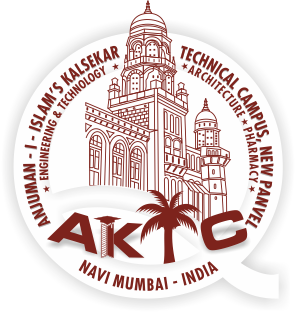 ANJUMAN - I - ISLAM'S KALSEKAR TECHNICAL CAMPUS, NEW PANVEL
★ ENGINEERING & TECHNOLOGY ★ ★ ARCHITECTURE ★ PHARMACY ★
AKTC
NAVI MUMBAI - INDIA